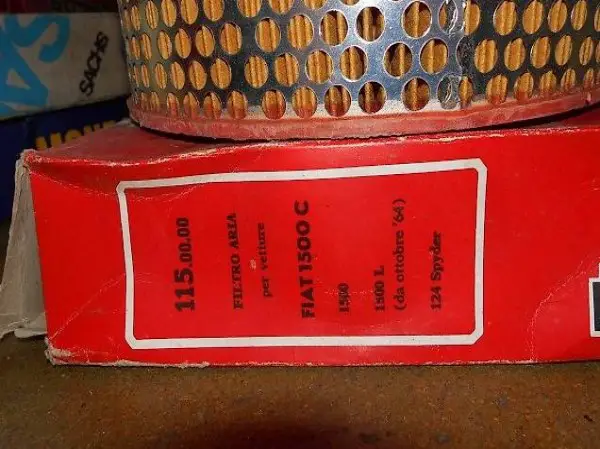 115.00.00
FILTRO ARIA
per vetture
FIAT 1500 C
1500
1500 L
(da ottobre '64)
124 Spyder
SACHS